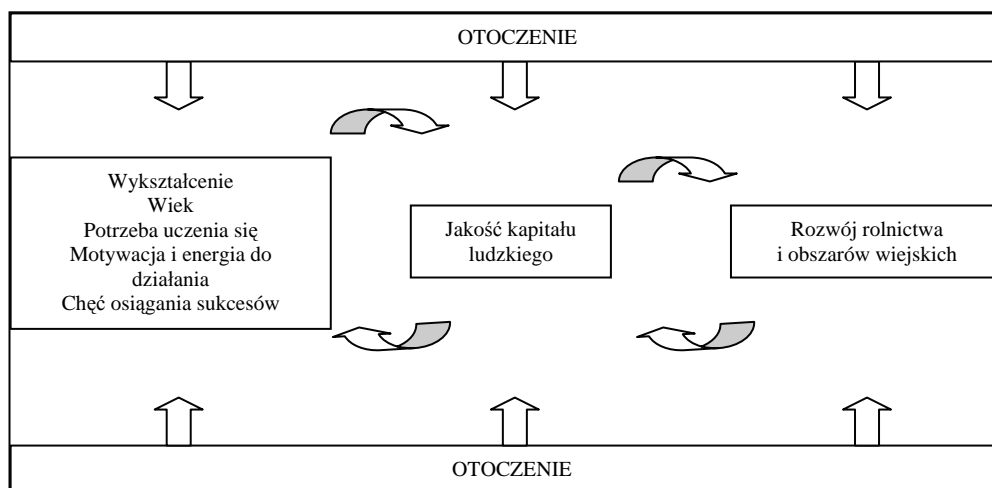 OTOCZENIE
Wykształcenie
Wiek
Potrzeba uczenia się
Motywacja i energia do
działania
Chęć osiągania sukcesów
Jakość kapitału
ludzkiego
Rozwój rolnictwa
i obszarów wiejskich
OTOCZENIE